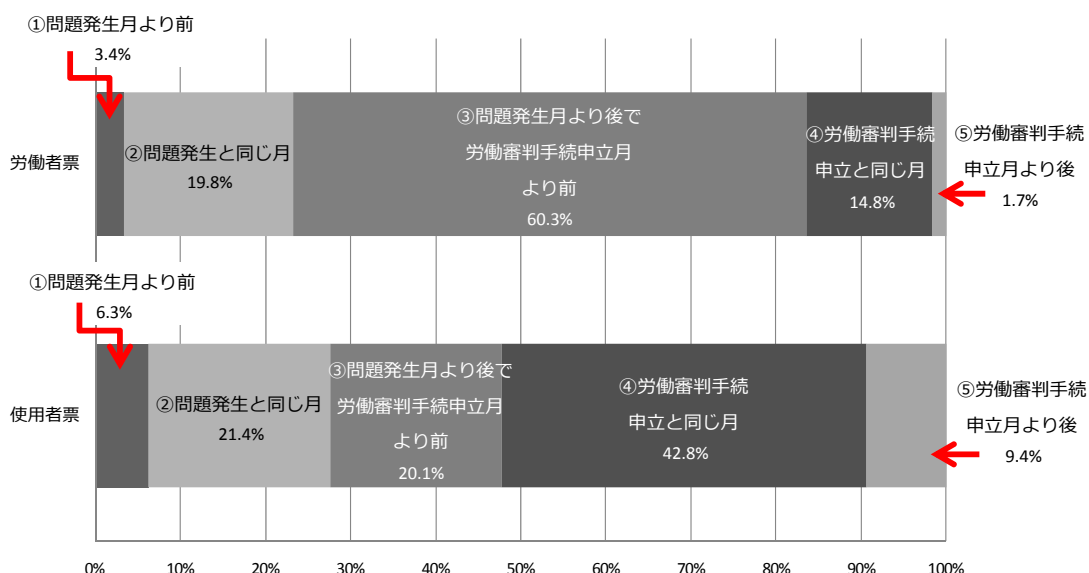 ①問題発生月より前
3.4%
労働者票
②問題発生と同じ月
19.8%
③問題発生月より後で
労働審判手続申立月
より前
60.3%
④労働審判手続
申立と同じ月
14.8%
⑤労働審判手続
申立月より後
1.7%
①問題発生月より前
6.3%
使用者票
②問題発生と同じ月
21.4%
③問題発生月より後で
労働審判手続申立月
より前
20.1%
④労働審判手続
申立と同じ月
42.8%
⑤労働審判手続
申立月より後
9.4%
0% 10% 20% 30% 40% 50% 60% 70% 80% 90% 100%